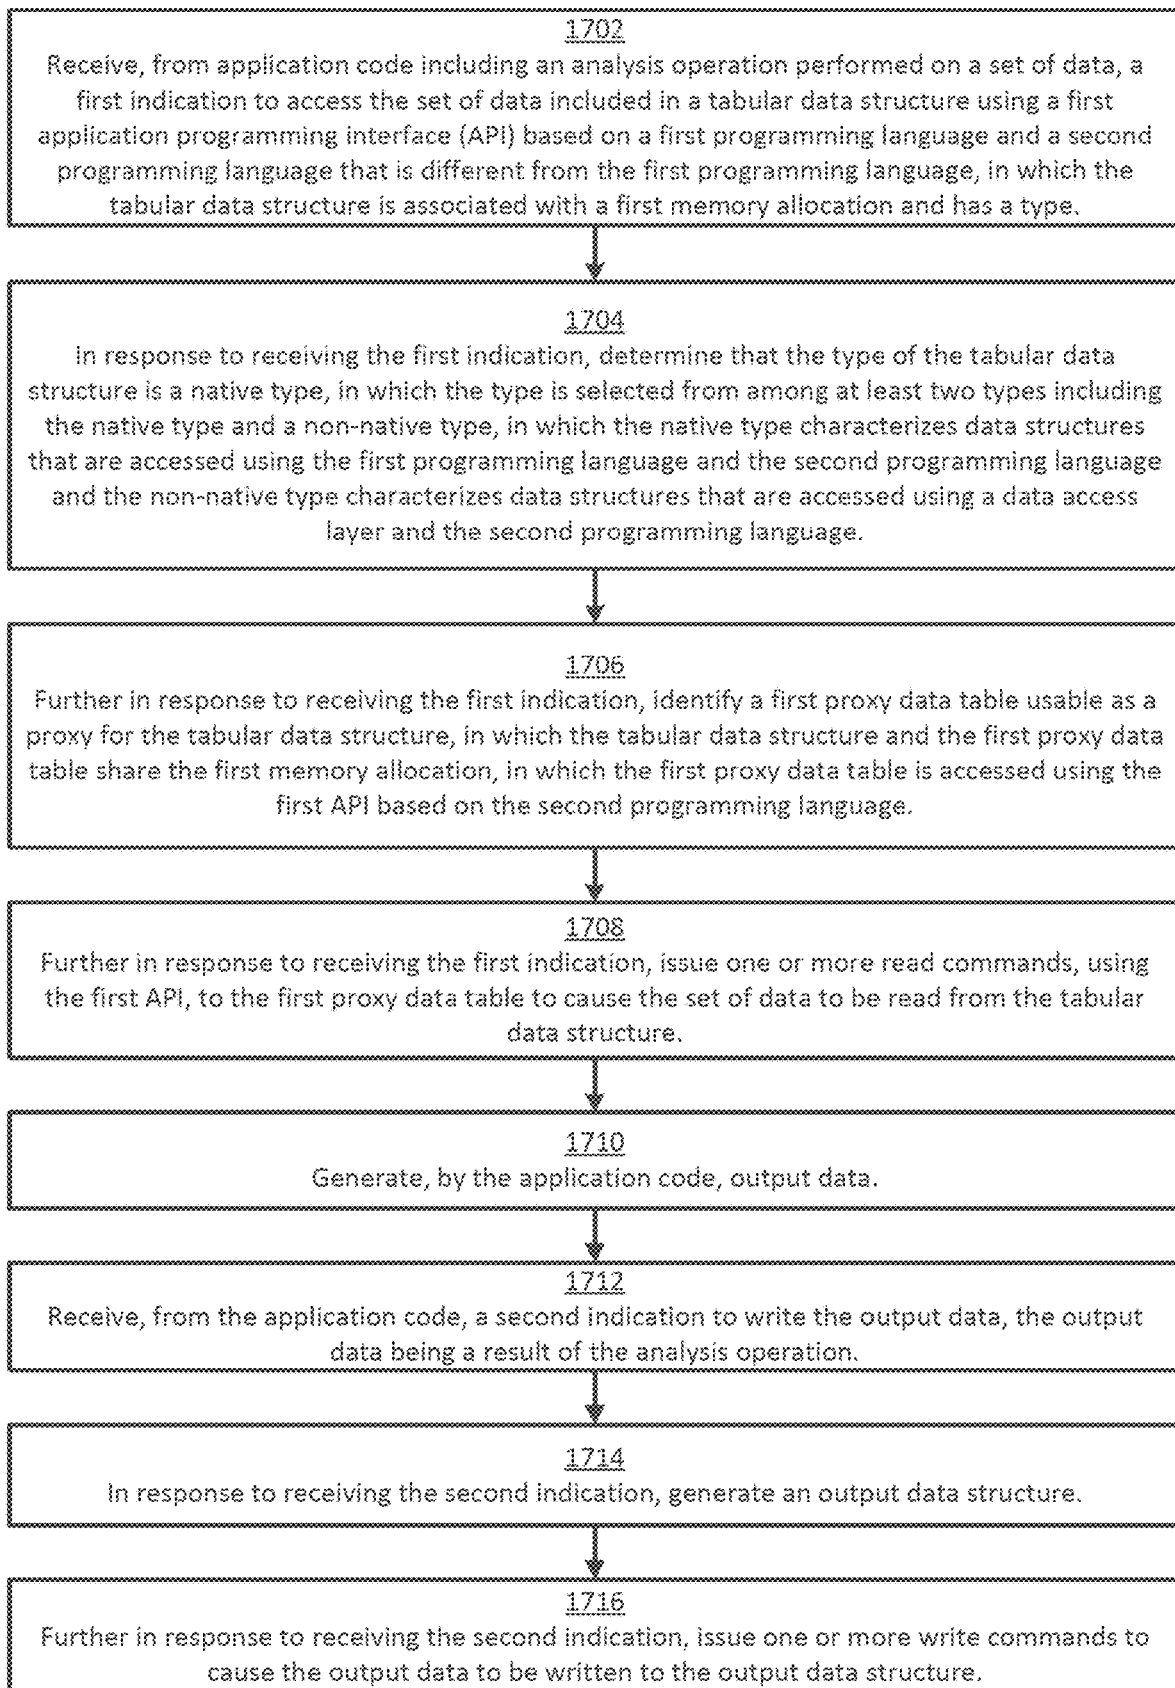 1702
Receive, from application code including an analysis operation performed on a set of data, a
first indication to access the set of data included in a tabular data structure using a first
application programming interface (API) based on a first programming language and a second
programming language that is different from the first programming language, in which the
tabular data structure is associated with a first memory allocation and has a type.
1704
In response to receiving the first indication, determine that the type of the tabular data
structure is a native type, in which the type is selected from among at least two types including
the native type and a non-native type, in which the native type characterizes data structures
that are accessed using the first programming language and the second programming language
and the non-native type characterizes data structures that are accessed using a data access
layer and the second programming language.
1706
Further in response to receiving the first indication, identify a first proxy data table usable as a
proxy for the tabular data structure, in which the tabular data structure and the first proxy data
table share the first memory allocation, in which the first proxy data table is accessed using the
first API based on the second programming language.
1708
Further in response to receiving the first indication, issue one or more read commands, using
the first API, to the first proxy data table to cause the set of data to be read from the tabular
data structure.
1710
Generate, by the application code, output data.
1712
Receive, from the application code, a second indication to write the output data, the output
data being a result of the analysis operation.
1714
In response to receiving the second indication, generate an output data structure.
1716
Further in response to receiving the second indication, issue one or more write commands to
cause the output data to be written to the output data structure.